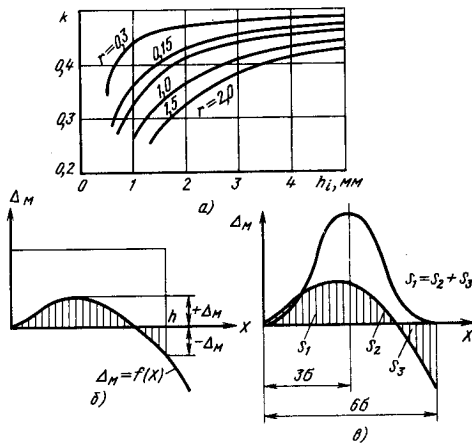 k
r=0,3
0,15
0,4
1,0
1,5
r=2,0
0,3
0,2
0 1 2 3 4 hi, мм
а)
Δм
h
+Δм
X
-Δм
Δм=f(X)
б)
Δм
S1=S2+S3
X
S1
S2
S3
3б
6б
в)